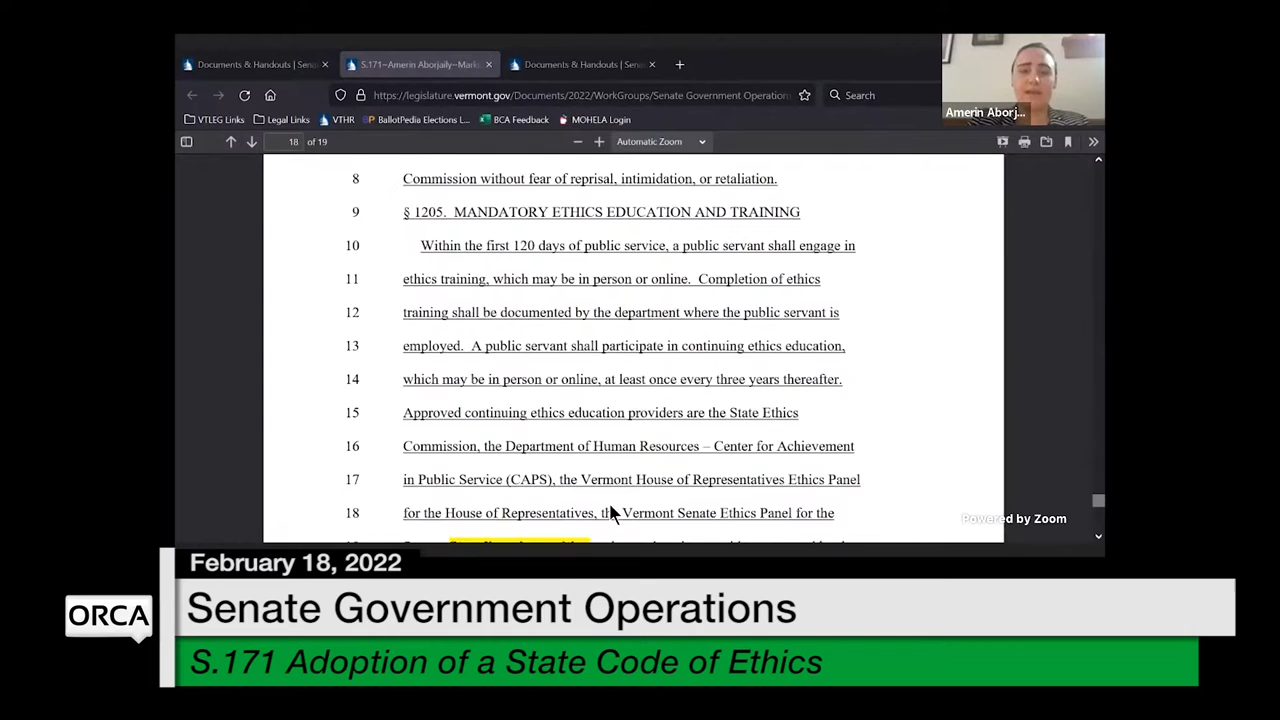 Documents & Handouts | Sena
S.171~Amerin Aborjaily~Mark
Documents & Handouts | Sena
https://legislature.vermont.gov/Documents/2022/WorkGroups/Senate Government Operation
Search
VTLEG Links
Legal Links
VTHR
BallotPedia Elections L...
BCA Feedback
MOHELA Login
Amerin Aborj...
18 of 19
Automatic Zoom
8 Commission without fear of reprisal, intimidation, or retaliation.
9 § 1205. MANDATORY ETHICS EDUCATION AND TRAINING
10 Within the first 120 days of public service, a public servant shall engage in
11 ethics training, which may be in person or online. Completion of ethics
12 training shall be documented by the department where the public servant is
13 employed. A public servant shall participate in continuing ethics education,
14 which may be in person or online, at least once every three years thereafter.
15 Approved continuing ethics education providers are the State Ethics
16 Commission, the Department of Human Resources – Center for Achievement
17 in Public Service (CAPS), the Vermont House of Representatives Ethics Panel
18 for the House of Representatives, the Vermont Senate Ethics Panel for the
Powered by Zoom
February 18, 2022
ORCA
Senate Government Operations
S.171 Adoption of a State Code of Ethics